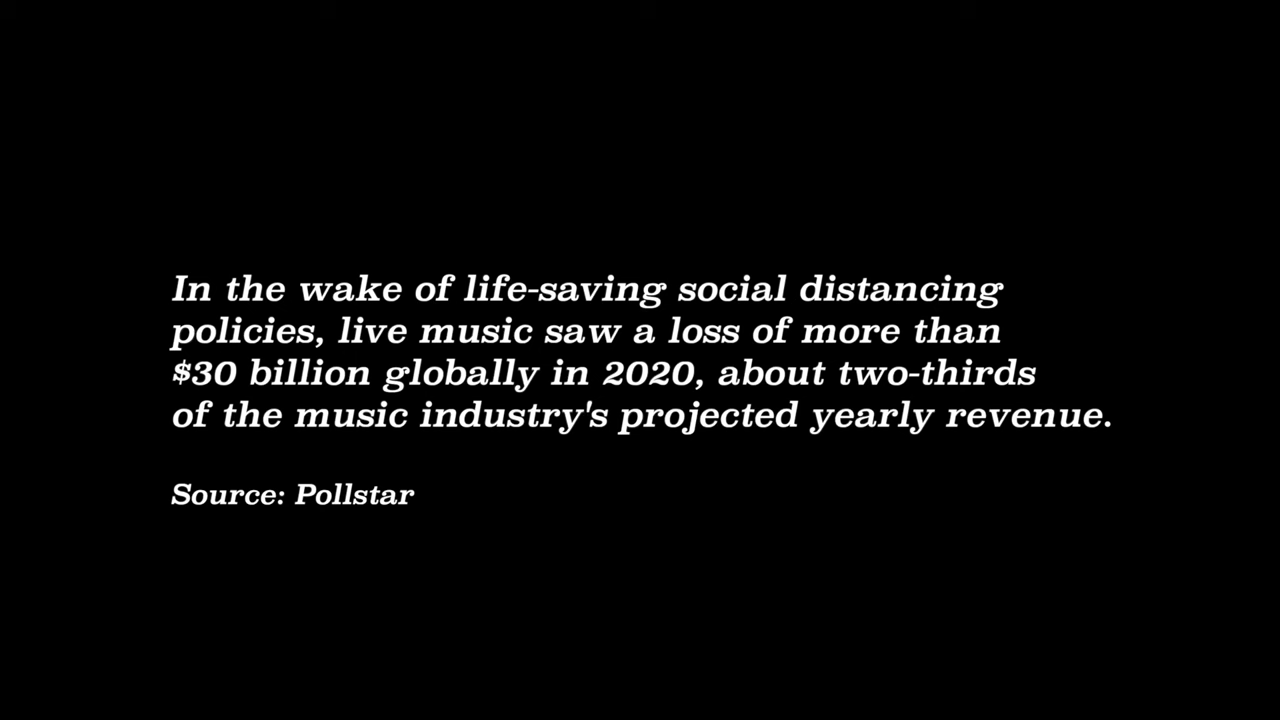 In the wake of life-saving social distancing
policies, live music saw a loss of more than
$30 billion globally in 2020, about two-thirds
of the music industry's projected yearly revenue.
Source: Pollstar